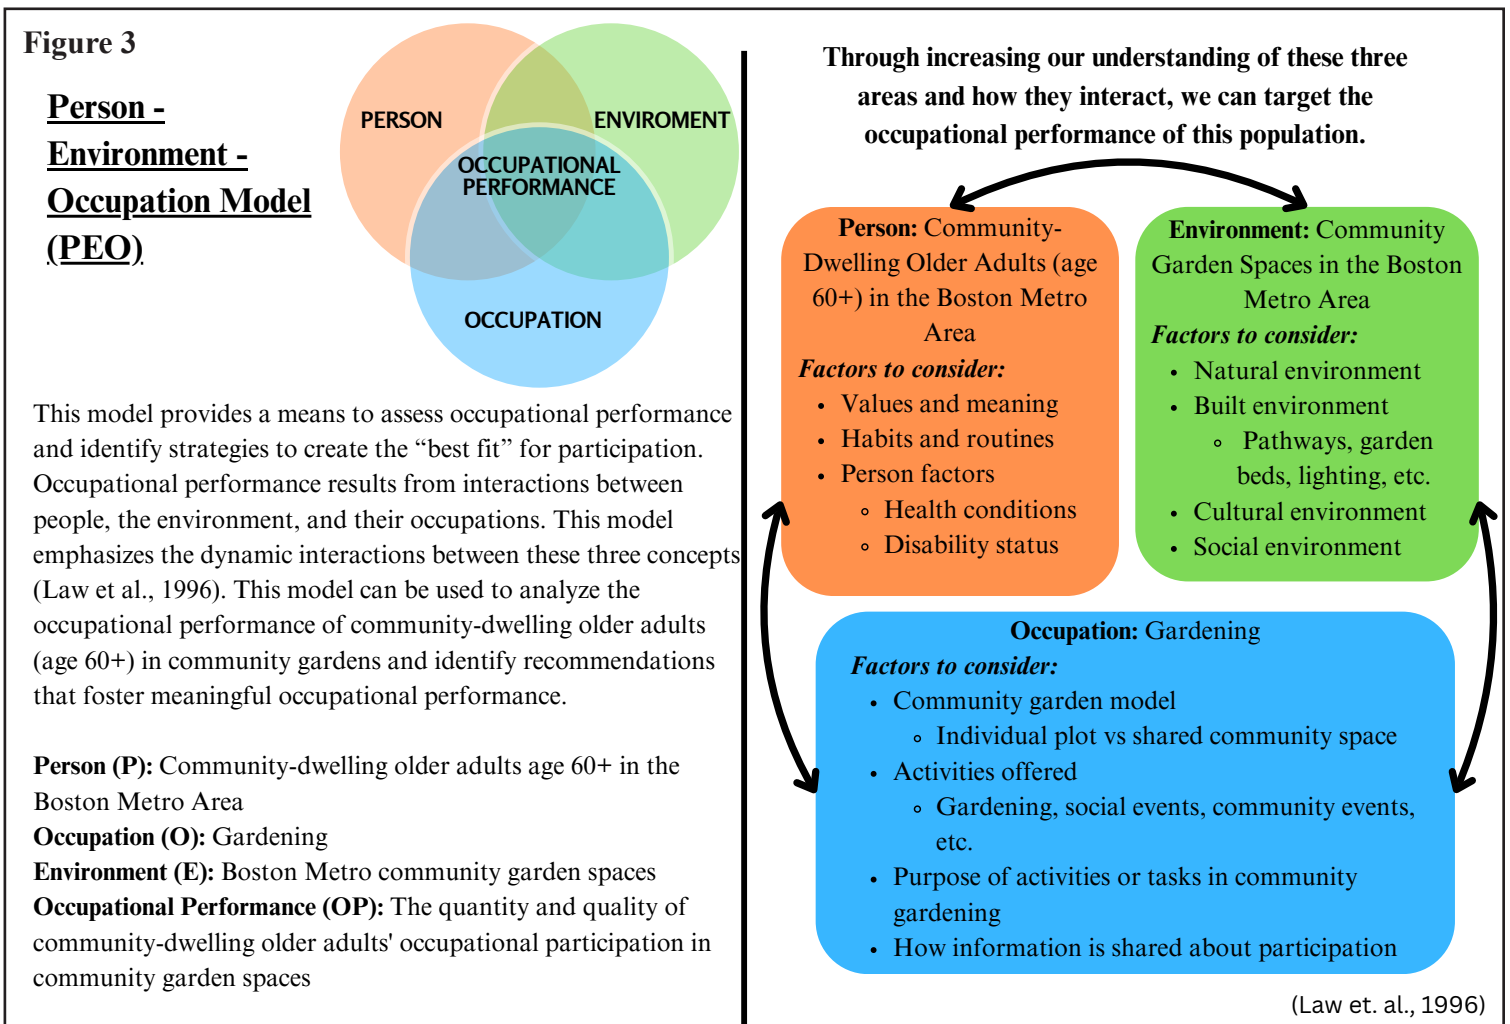 Figure 3
Person -
Environment -
Occupation Model
(PEO)
PERSON
ENVIROMENT
OCCUPATIONAL
PERFORMANCE
OCCUPATION
This model provides a means to assess occupational performance
and identify strategies to create the “best fit” for participation.
Occupational performance results from interactions between
people, the environment, and their occupations. This model
emphasizes the dynamic interactions between these three concepts
(Law et al., 1996). This model can be used to analyze the
occupational performance of community-dwelling older adults
(age 60+) in community gardens and identify recommendations
that foster meaningful occupational performance.
Person (P): Community-dwelling older adults age 60+ in the
Boston Metro Area
Occupation (O): Gardening
Environment (E): Boston Metro community garden spaces
Occupational Performance (OP): The quantity and quality of
community-dwelling older adults' occupational participation in
community garden spaces
Through increasing our understanding of these three
areas and how they interact, we can target the
occupational performance of this population.
Person: Community-
Dwelling Older Adults (age
60+) in the Boston Metro
Area
Factors to consider:
• Values and meaning
• Habits and routines
• Person factors
◦ Health conditions
◦ Disability status
Environment: Community
Garden Spaces in the Boston
Metro Area
Factors to consider:
• Natural environment
• Built environment
◦ Pathways, garden
beds, lighting, etc.
• Cultural environment
• Social environment
Occupation: Gardening
Factors to consider:
• Community garden model
◦ Individual plot vs shared community space
• Activities offered
◦ Gardening, social events, community events,
etc.
• Purpose of activities or tasks in community
gardening
• How information is shared about participation
(Law et. al., 1996)